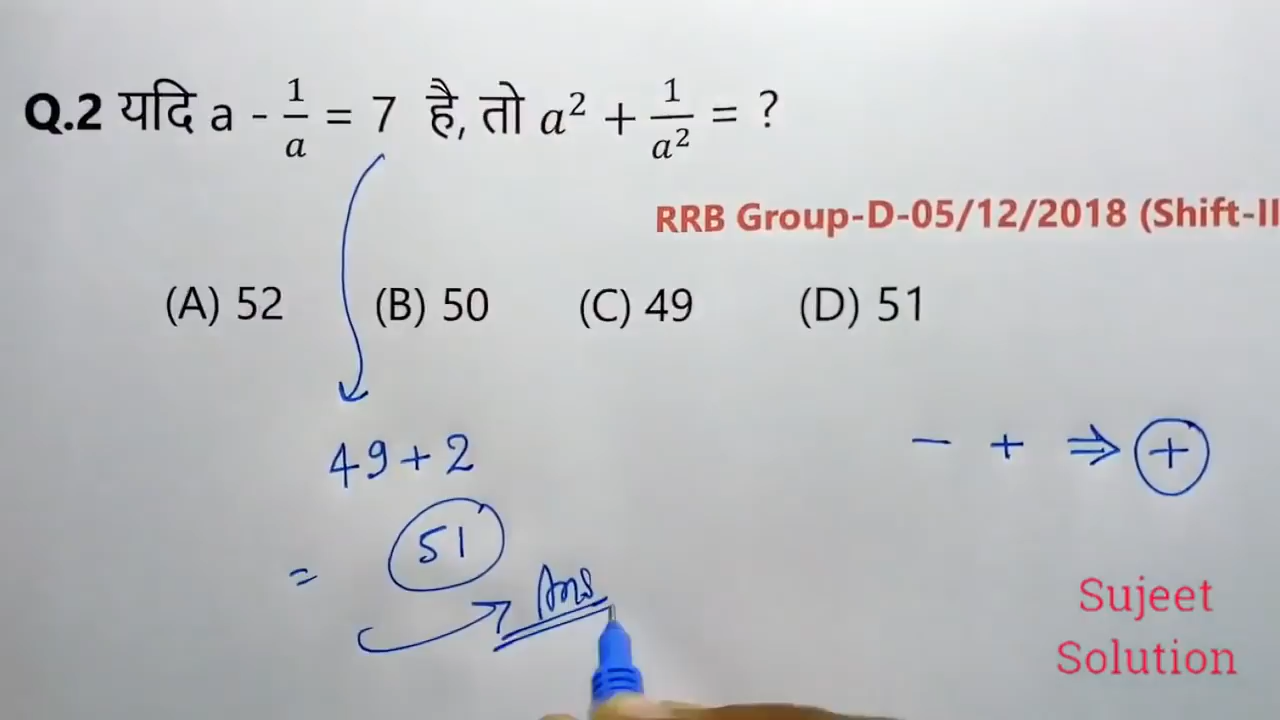 Q.2 यदि a - 1/a = 7 है, तो a² + 1/a² = ?
RRB Group-D-05/12/2018 (Shift-II
(A) 52 (B) 50 (C) 49 (D) 51
49 + 2
- + ⇒ +
= 51
Ans
Sujeet
Solution